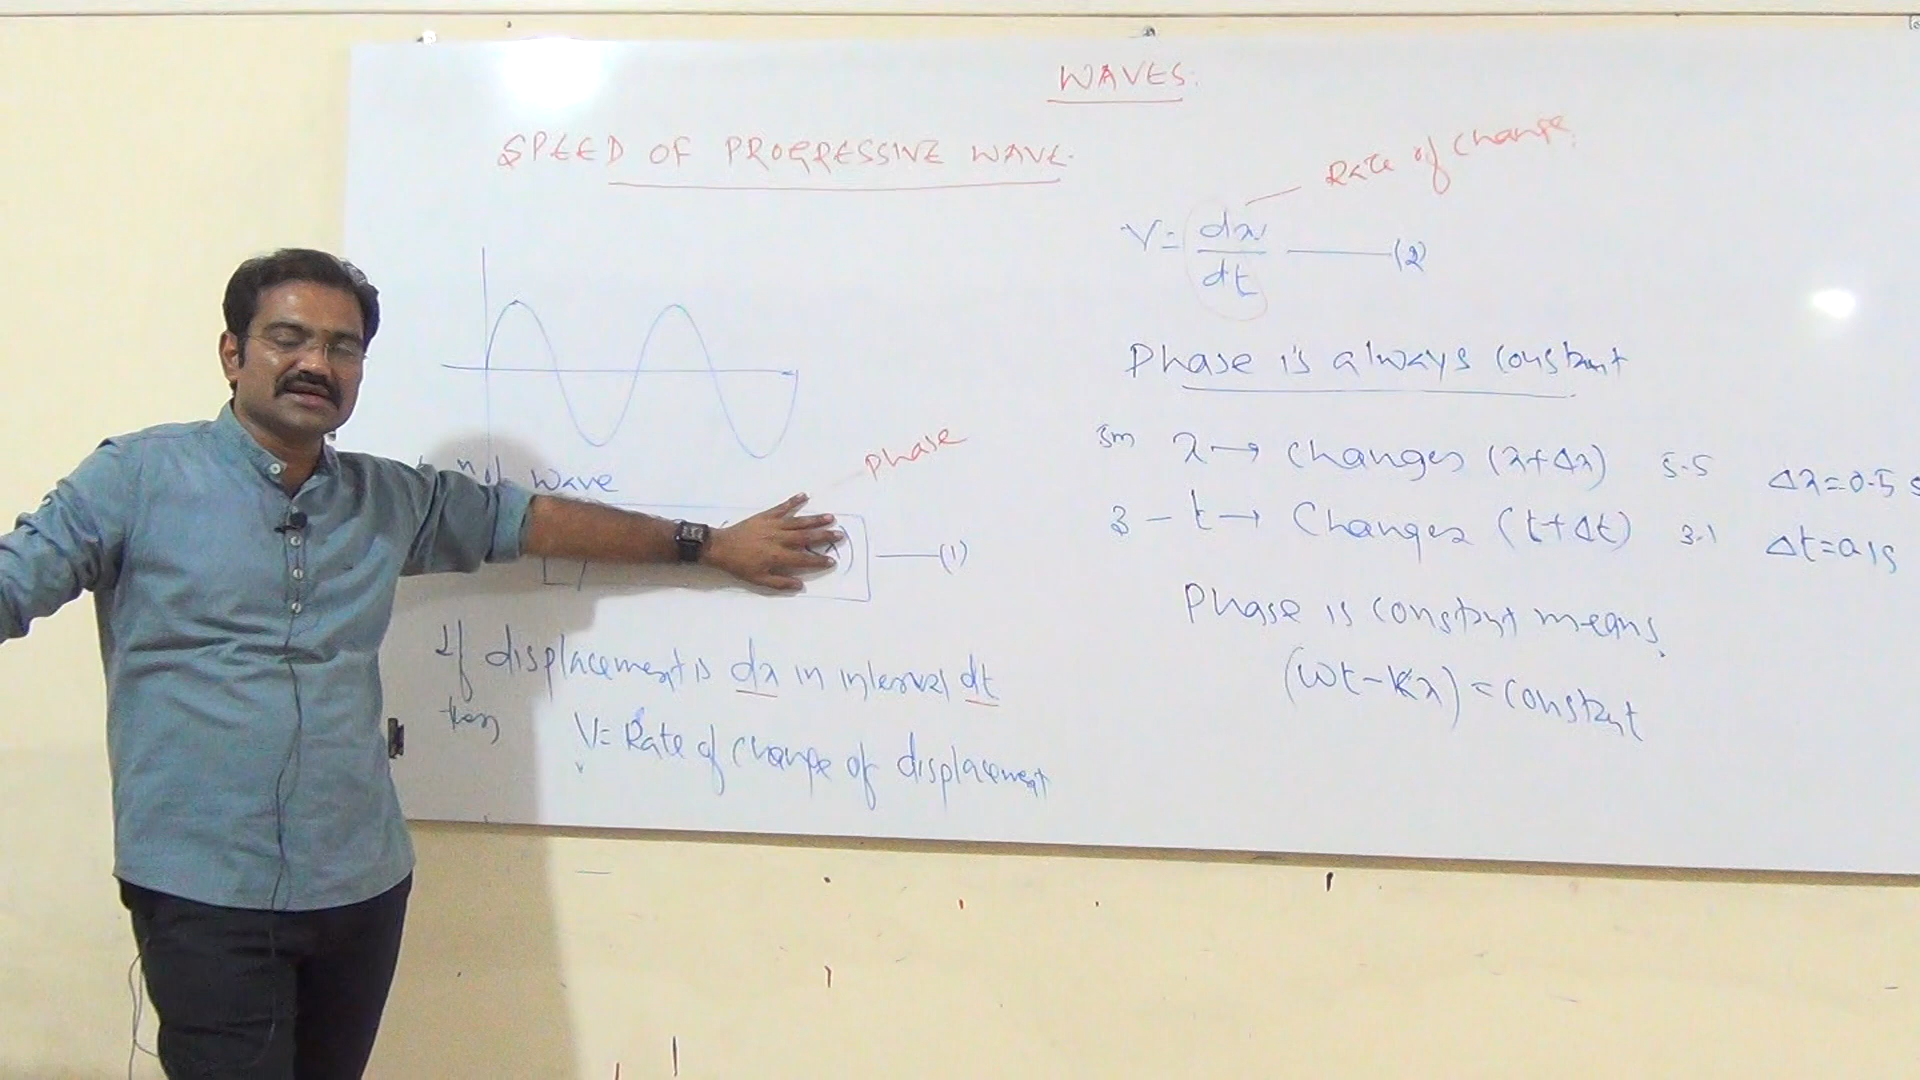 WAVES.
SPEED OF PROGRESSIVE WAVE.
Rate of change.
V = dx/dt —— (2)
Phase is always constant
wave
Phase
—— (1)
5m x → changes (x+Δx) 5.5 Δx=0.5
3 - t → changes (t+Δt) 3.1 Δt=0.1s
Phase is constant means.
(ωt-Kx) = constant
If displacement is dx in interval dt
V= Rate of change of displacement